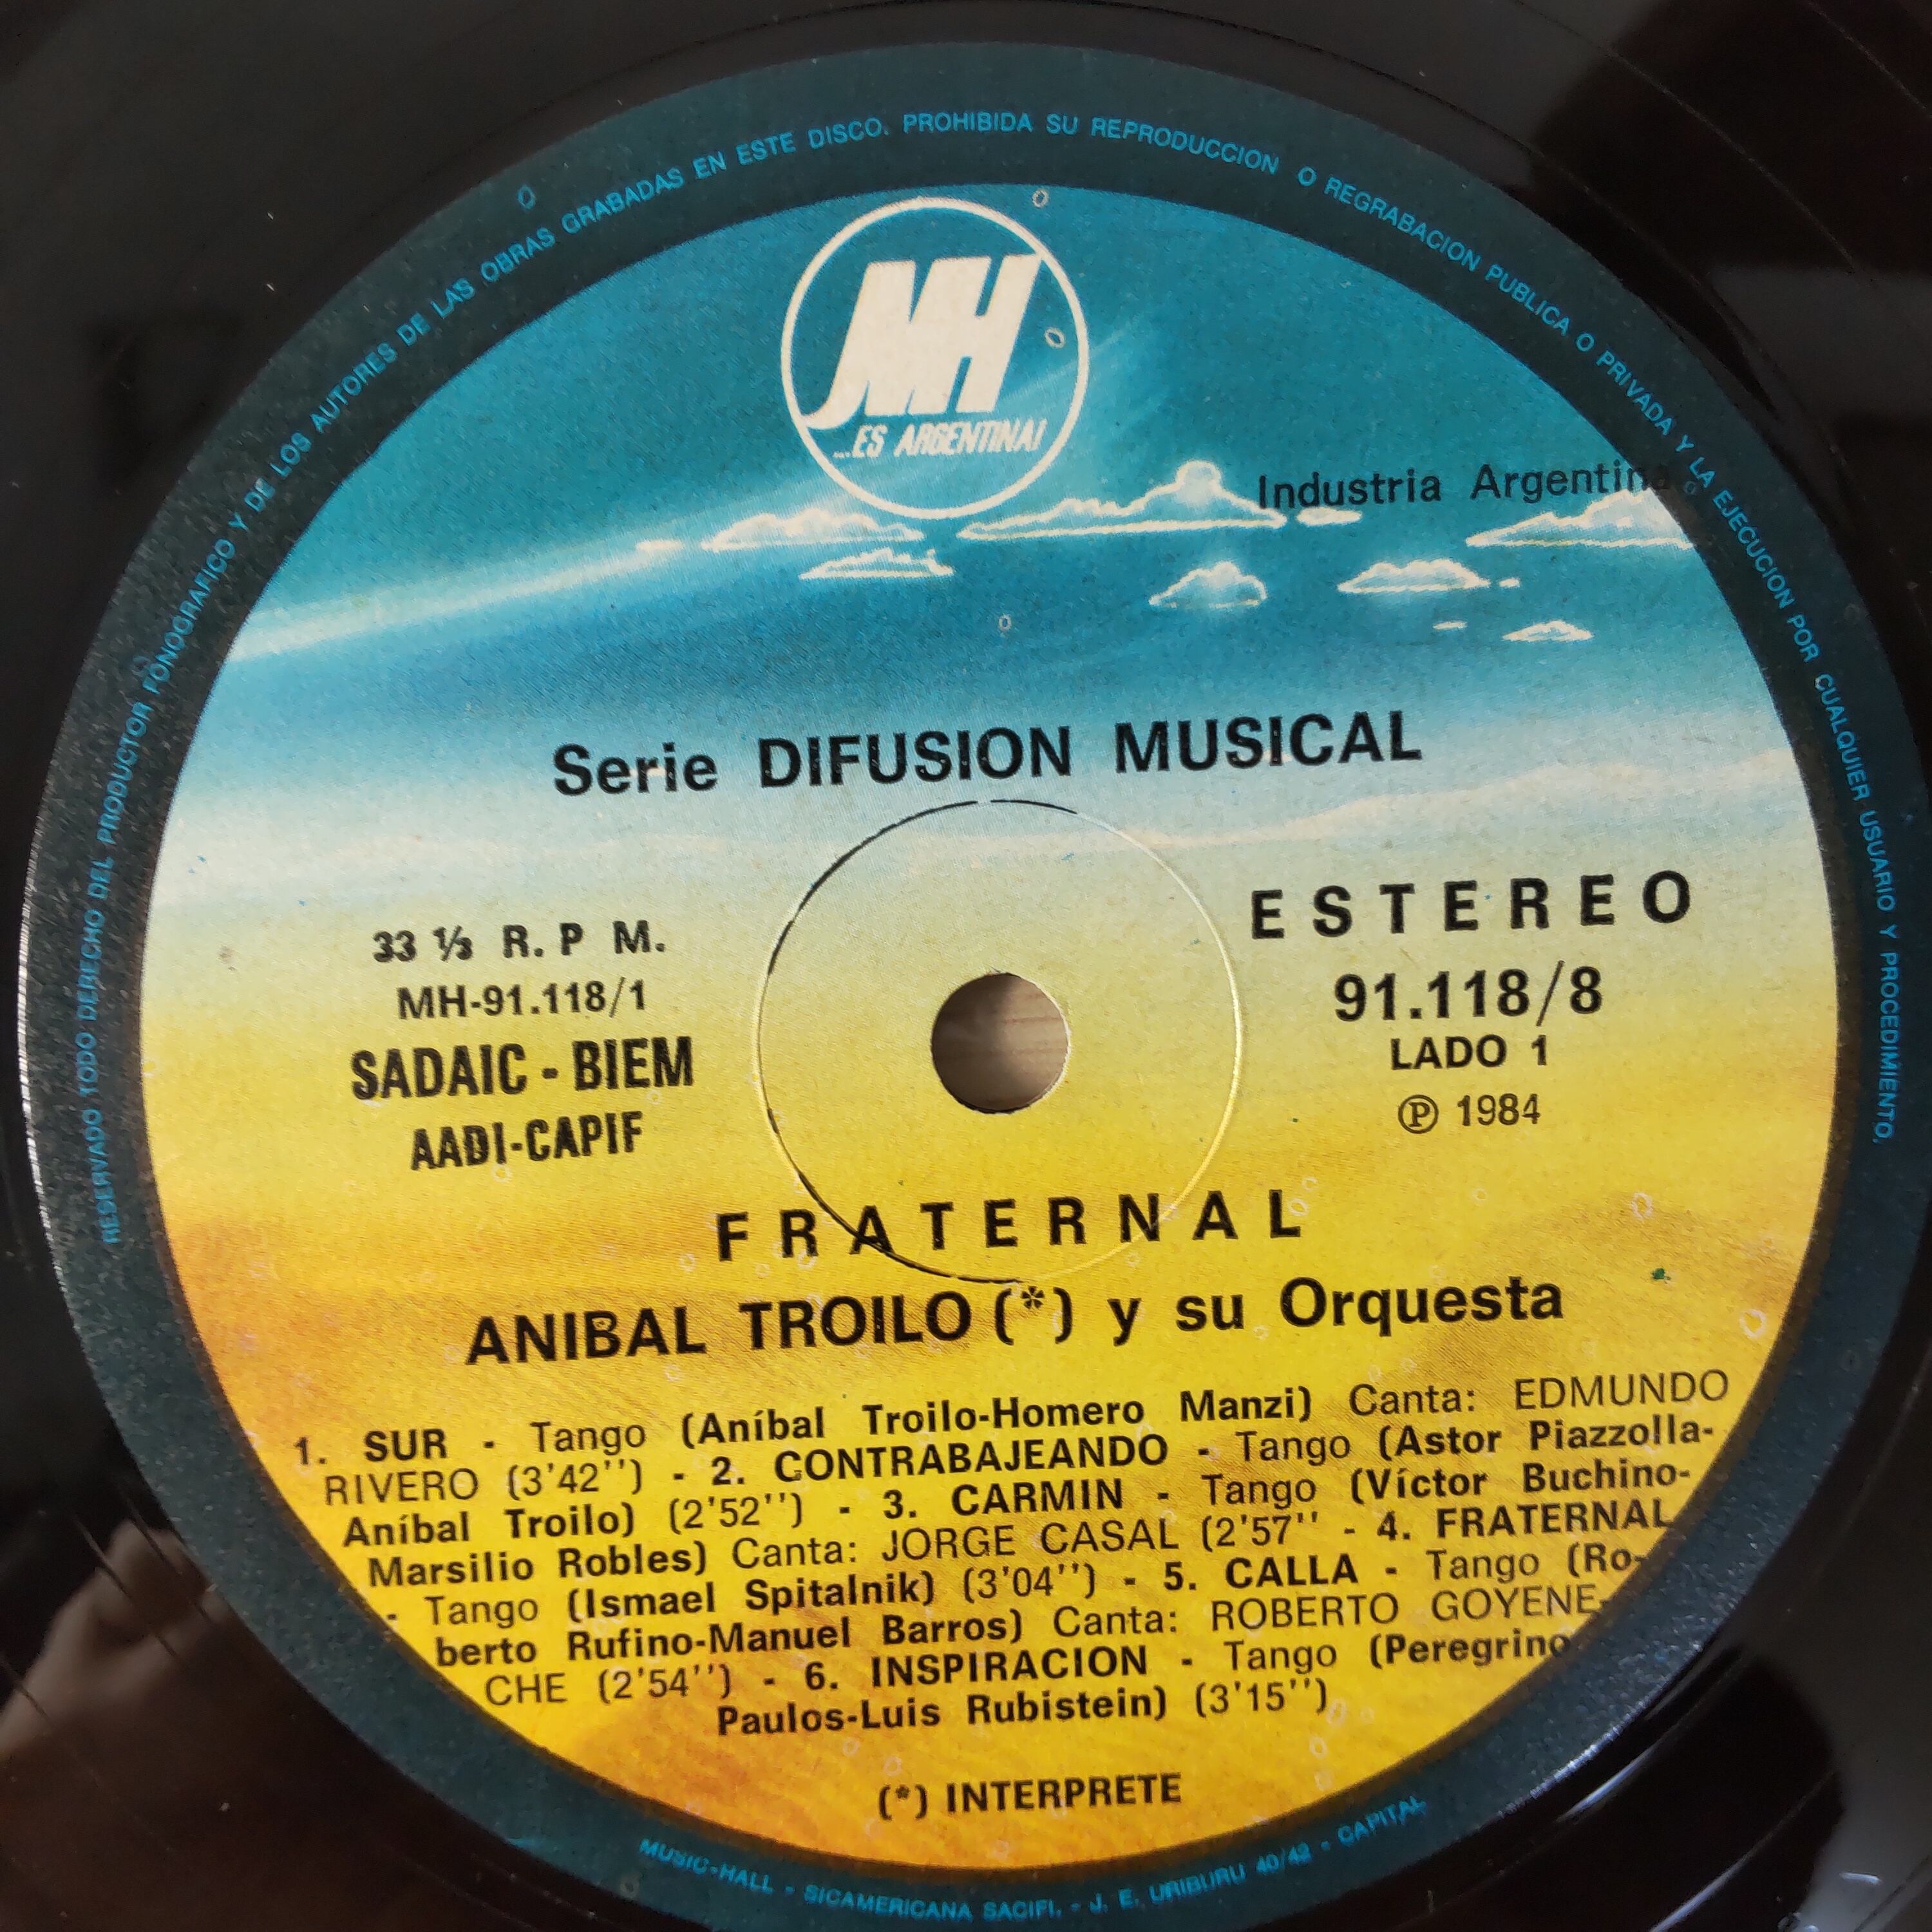 RESERVADO TODO DERECHO DEL PRODUCTOR FONOGRAFICO Y DE LOS AUTORES DE LAS OBRAS GRABADAS EN ESTE DISCO. PROHIBIDA SU REPRODUCCION O REGRABACION PUBLICA O PRIVADA Y LA EJECUCION POR CUALQUIER USUARIO Y PROCEDIMIENTO.
MH
...ES ARGENTINA!
Industria Argentina
Serie DIFUSION MUSICAL
33 ⅓ R. P M.
MH-91.118/1
SADAIC - BIEM
AADI-CAPIF
ESTEREO
91.118/8
LADO 1
℗ 1984
FRATERNAL
ANIBAL TROILO (*) y su Orquesta
1. SUR - Tango (Aníbal Troilo-Homero Manzi) Canta: EDMUNDO
RIVERO (3'42'') - 2. CONTRABAJEANDO - Tango (Astor Piazzolla-
Aníbal Troilo) (2'52'') - 3. CARMIN - Tango (Víctor Buchino-
Marsilio Robles) Canta: JORGE CASAL (2'57'' - 4. FRATERNAL
- Tango (Ismael Spitalnik) (3'04'') - 5. CALLA - Tango (Ro-
berto Rufino-Manuel Barros) Canta: ROBERTO GOYENE-
CHE (2'54'') - 6. INSPIRACION - Tango (Peregrino
Paulos-Luis Rubistein) (3'15'')
(*) INTERPRETE
MUSIC-HALL - SICAMERICANA SACIFI. - J. E. URIBURU 40/42 - CAPITAL